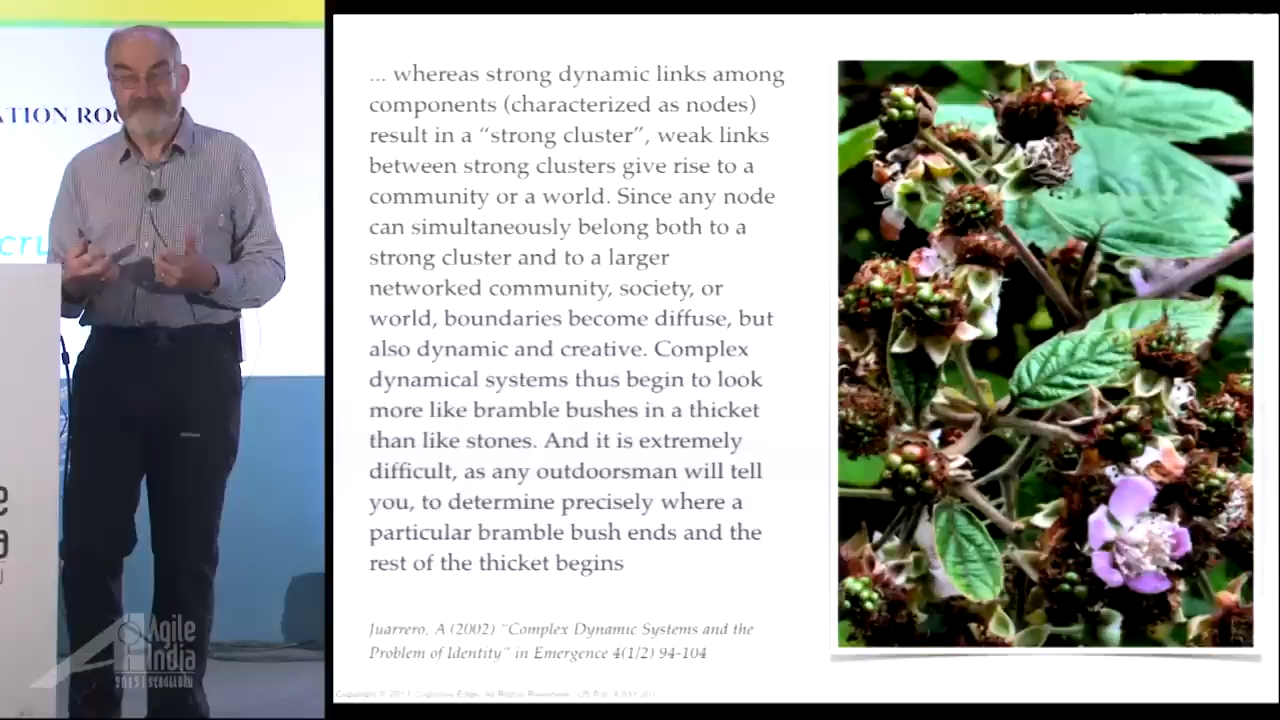 ATION ROO
cru
... whereas strong dynamic links among
components (characterized as nodes)
result in a “strong cluster”, weak links
between strong clusters give rise to a
community or a world. Since any node
can simultaneously belong both to a
strong cluster and to a larger
networked community, society, or
world, boundaries become diffuse, but
also dynamic and creative. Complex
dynamical systems thus begin to look
more like bramble bushes in a thicket
than like stones. And it is extremely
difficult, as any outdoorsman will tell
you, to determine precisely where a
particular bramble bush ends and the
rest of the thicket begins
Juarrero, A (2002) “Complex Dynamic Systems and the
Problem of Identity” in Emergence 4(1/2) 94-104
Agile
India
2015 | BENGALURU